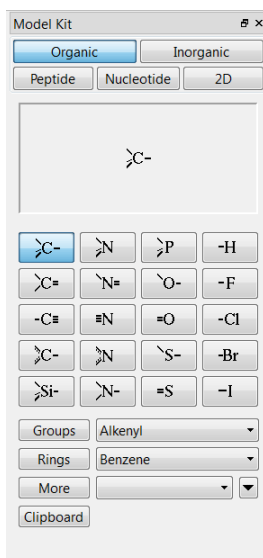 Model Kit
Organic Inorganic
Peptide Nucleotide 2D
C-
C- N P -H
C= N= O- -F
-C≡ ≡N =O -Cl
C- N S- -Br
Si- N- =S -I
Groups Alkenyl
Rings Benzene
More
Clipboard